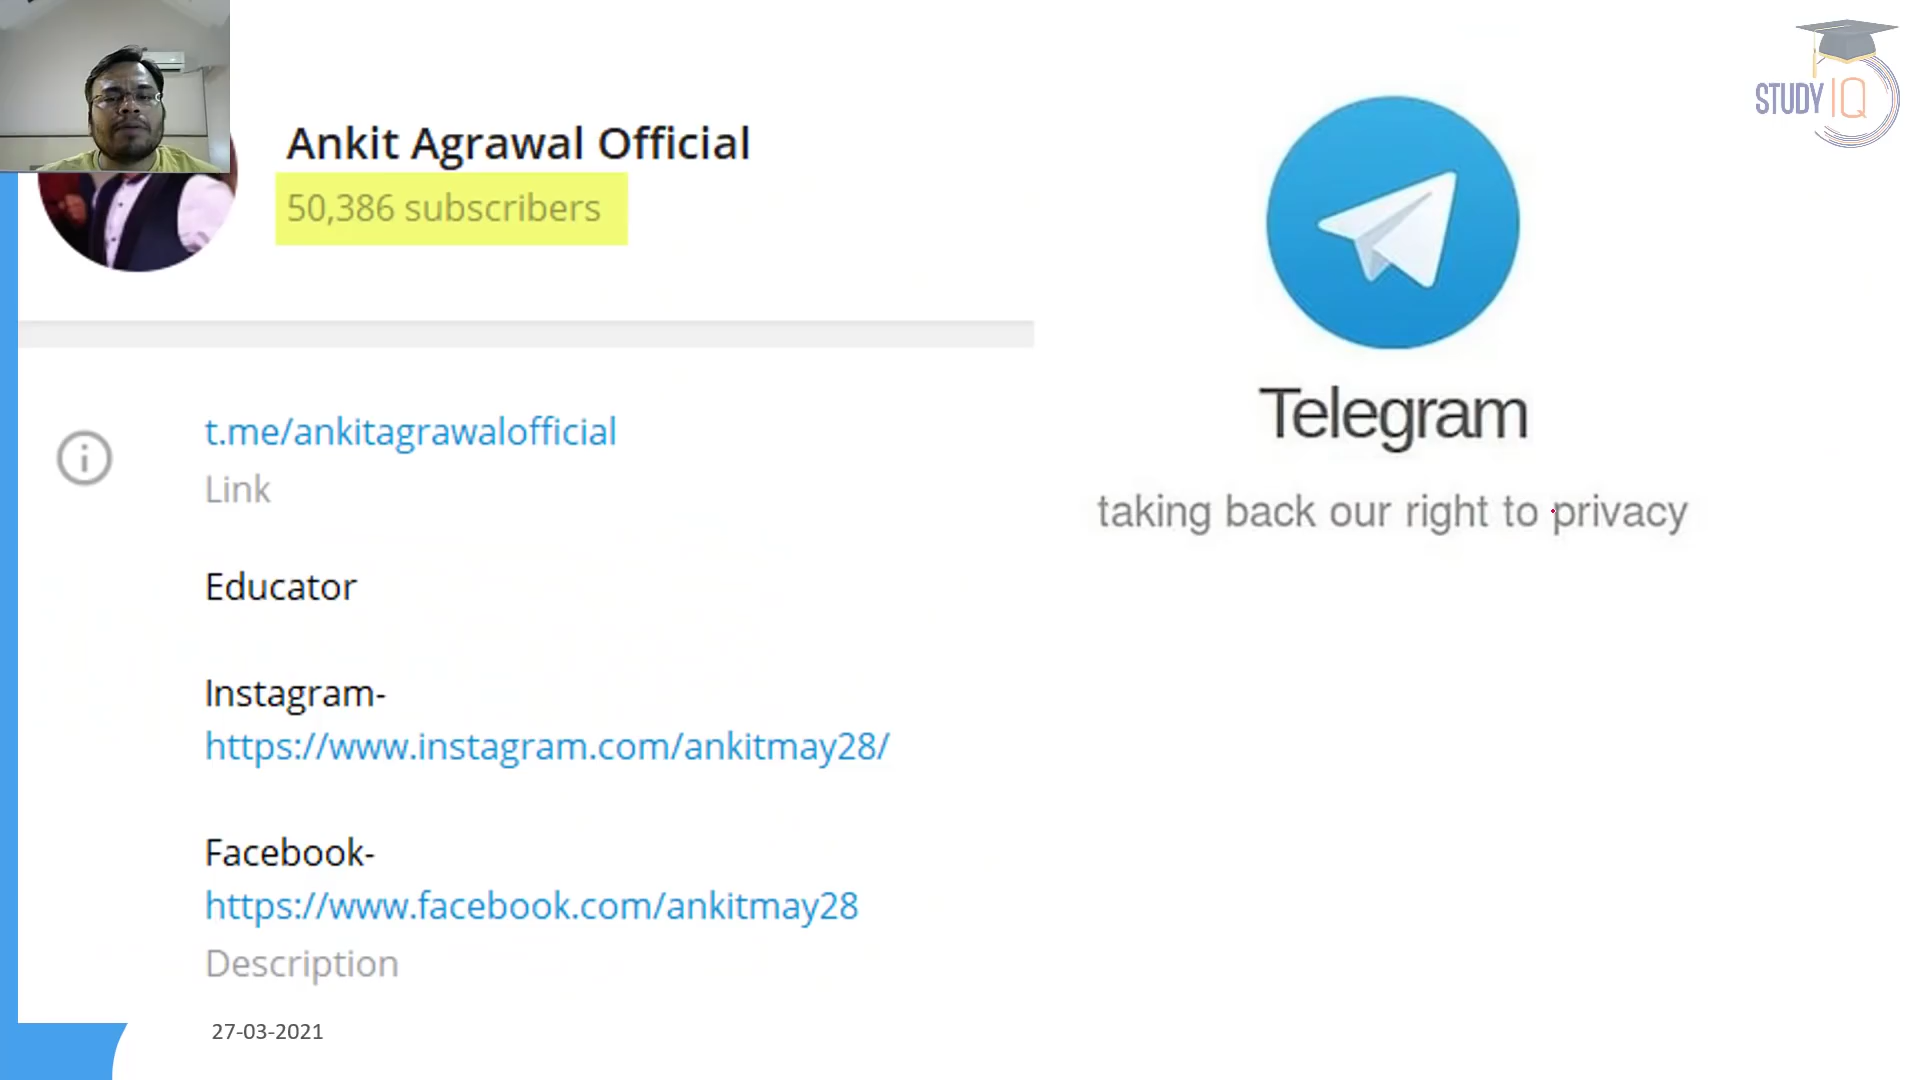 STUDY IQ
Ankit Agrawal Official
50,386 subscribers
t.me/ankitagrawalofficial
Link
Educator
Instagram-
https://www.instagram.com/ankitmay28/
Facebook-
https://www.facebook.com/ankitmay28
Description
Telegram
taking back our right to privacy
27-03-2021